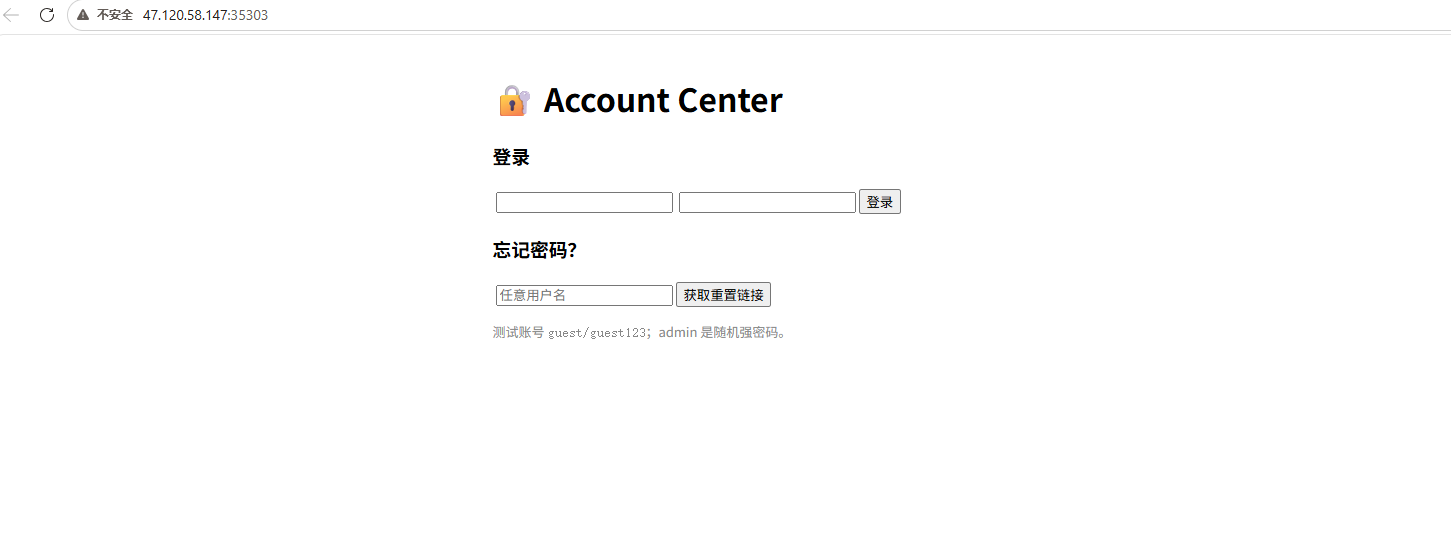 不安全 47.120.58.147:35303
Account Center
登录
登录
忘记密码？
任意用户名 获取重置链接
测试账号 guest/guest123；admin 是随机强密码。